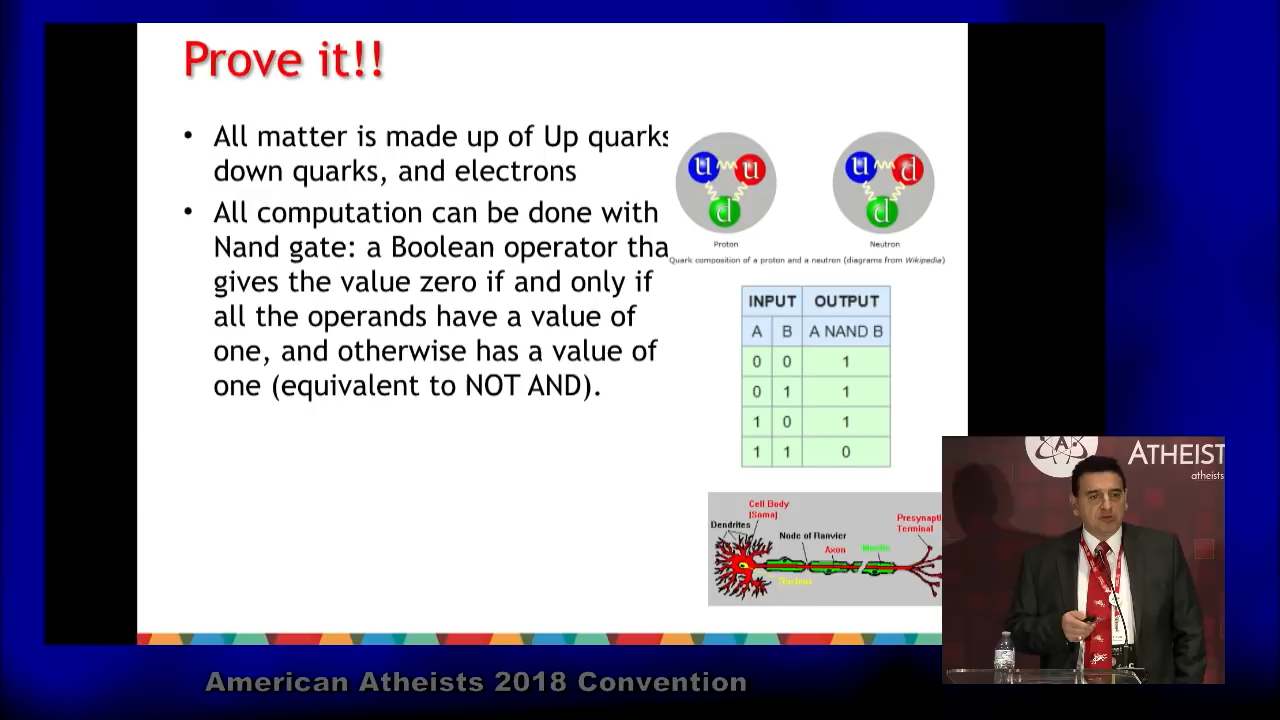 Prove it!!
• All matter is made up of Up quarks
down quarks, and electrons
• All computation can be done with
Nand gate: a Boolean operator tha
gives the value zero if and only if
all the operands have a value of
one, and otherwise has a value of
one (equivalent to NOT AND).
u u d
u d d
Proton
Neutron
Quark composition of a proton and a neutron (diagrams from Wikipedia)
INPUT OUTPUT
A B A NAND B
0 0 1
0 1 1
1 0 1
1 1 0
Cell Body
(Soma)
Dendrites
Node of Ranvier
Axon
Myelin
Nucleus
Presynapti
Terminal
A ATHEIST
atheists
American Atheists 2018 Convention